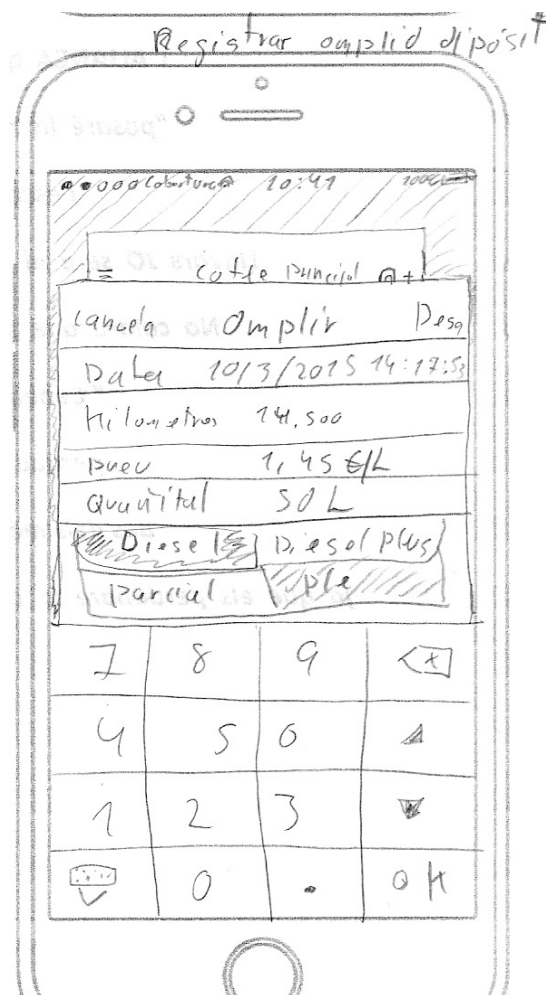 Registrar omplid dipòsit
Cobertura 10:41 100%
Cotxe principal +
Cancela Omplir Desa
Data 10/3/2015 14:17:53
Kilometres 141.500
preu 1,45 €/L
Quantitat 50 L
Diesel Diesel plus
Parcial ple
7 8 9 X
4 5 6
1 2 3
0 . OK